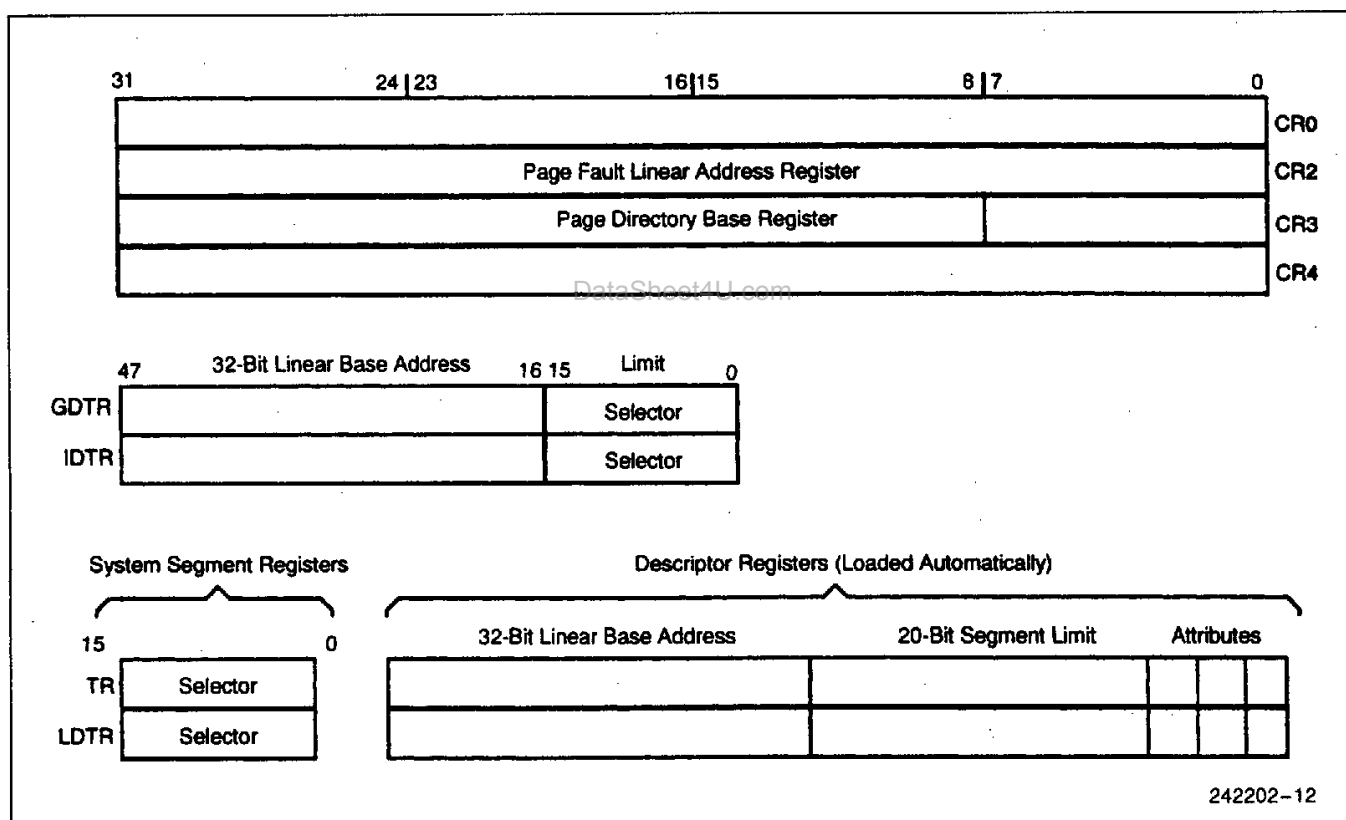 31 24 23 16 15 8 7 0
CR0
Page Fault Linear Address Register CR2
Page Directory Base Register CR3
CR4
DataSheet4U.com
47 32-Bit Linear Base Address 16 15 Limit 0
GDTR Selector
IDTR Selector
System Segment Registers Descriptor Registers (Loaded Automatically)
15 0 32-Bit Linear Base Address 20-Bit Segment Limit Attributes
TR Selector
LDTR Selector
242202-12